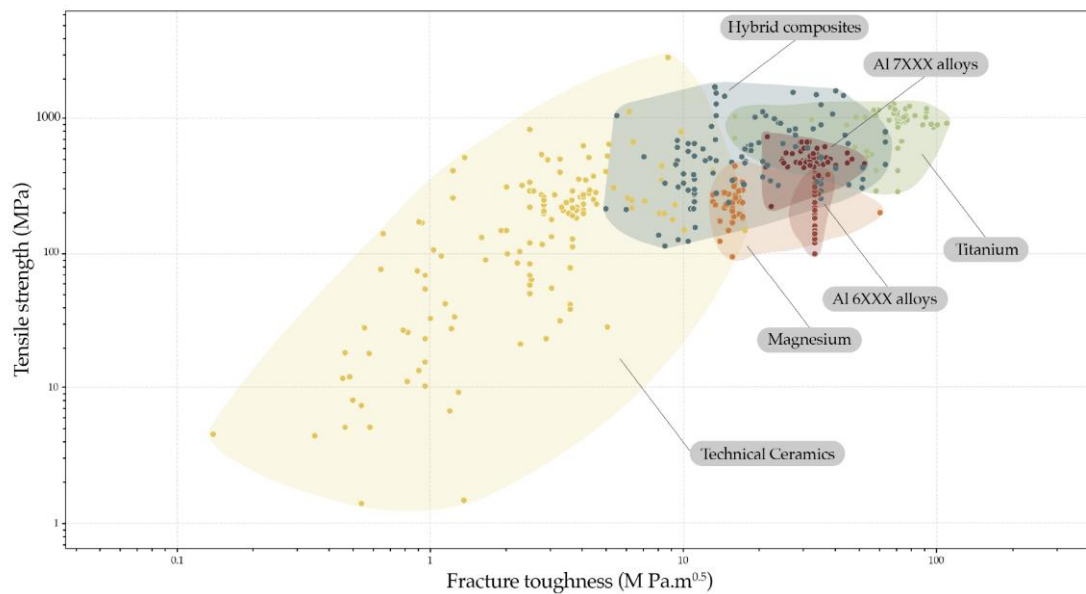 Hybrid composites
Al 7XXX alloys
1000
Tensile strength (MPa)
100
Titanium
Al 6XXX alloys
Magnesium
10
Technical Ceramics
1
0.1
1
10
100
Fracture toughness (M Pa.m^0.5)